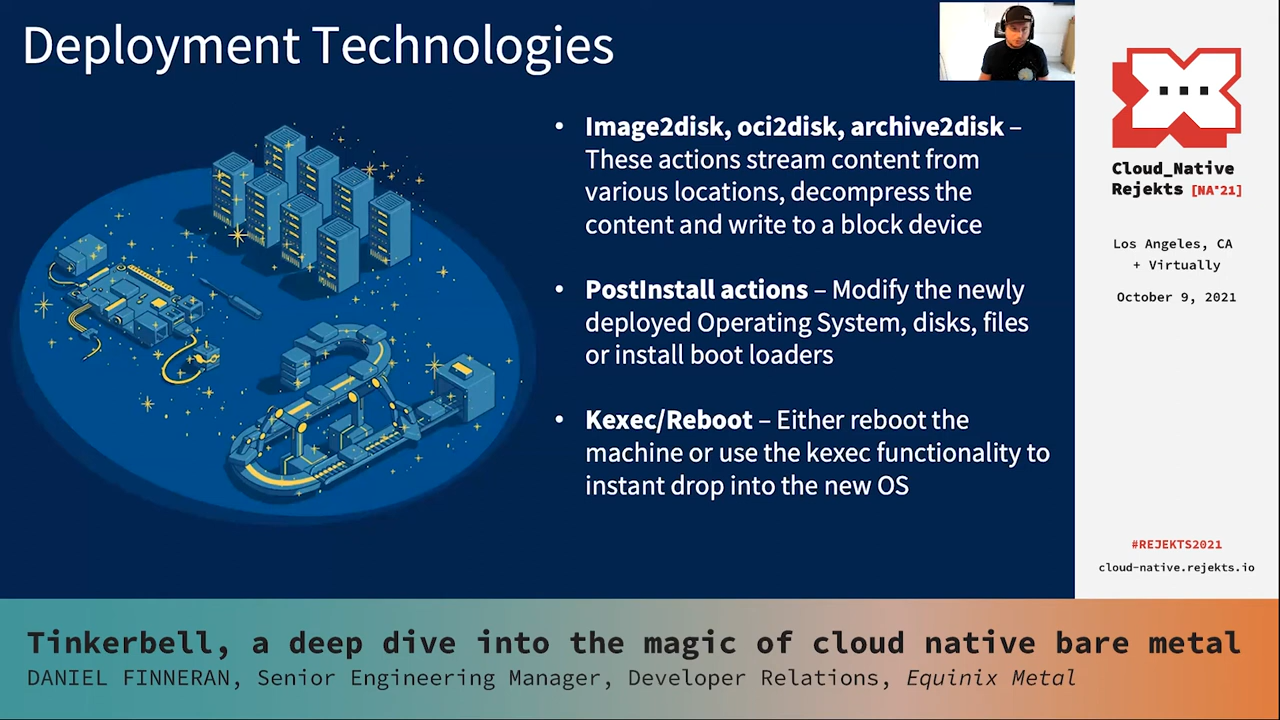 Deployment Technologies
• Image2disk, oci2disk, archive2disk –
These actions stream content from
various locations, decompress the
content and write to a block device
• PostInstall actions – Modify the newly
deployed Operating System, disks, files
or install boot loaders
• Kexec/Reboot – Either reboot the
machine or use the kexec functionality to
instant drop into the new OS
Cloud_Native
Rejekts [NA*21]
Los Angeles, CA
+ Virtually
October 9, 2021
#REJEKTS2021
cloud-native.rejekts.io
Tinkerbell, a deep dive into the magic of cloud native bare metal
DANIEL FINNERAN, Senior Engineering Manager, Developer Relations, Equinix Metal